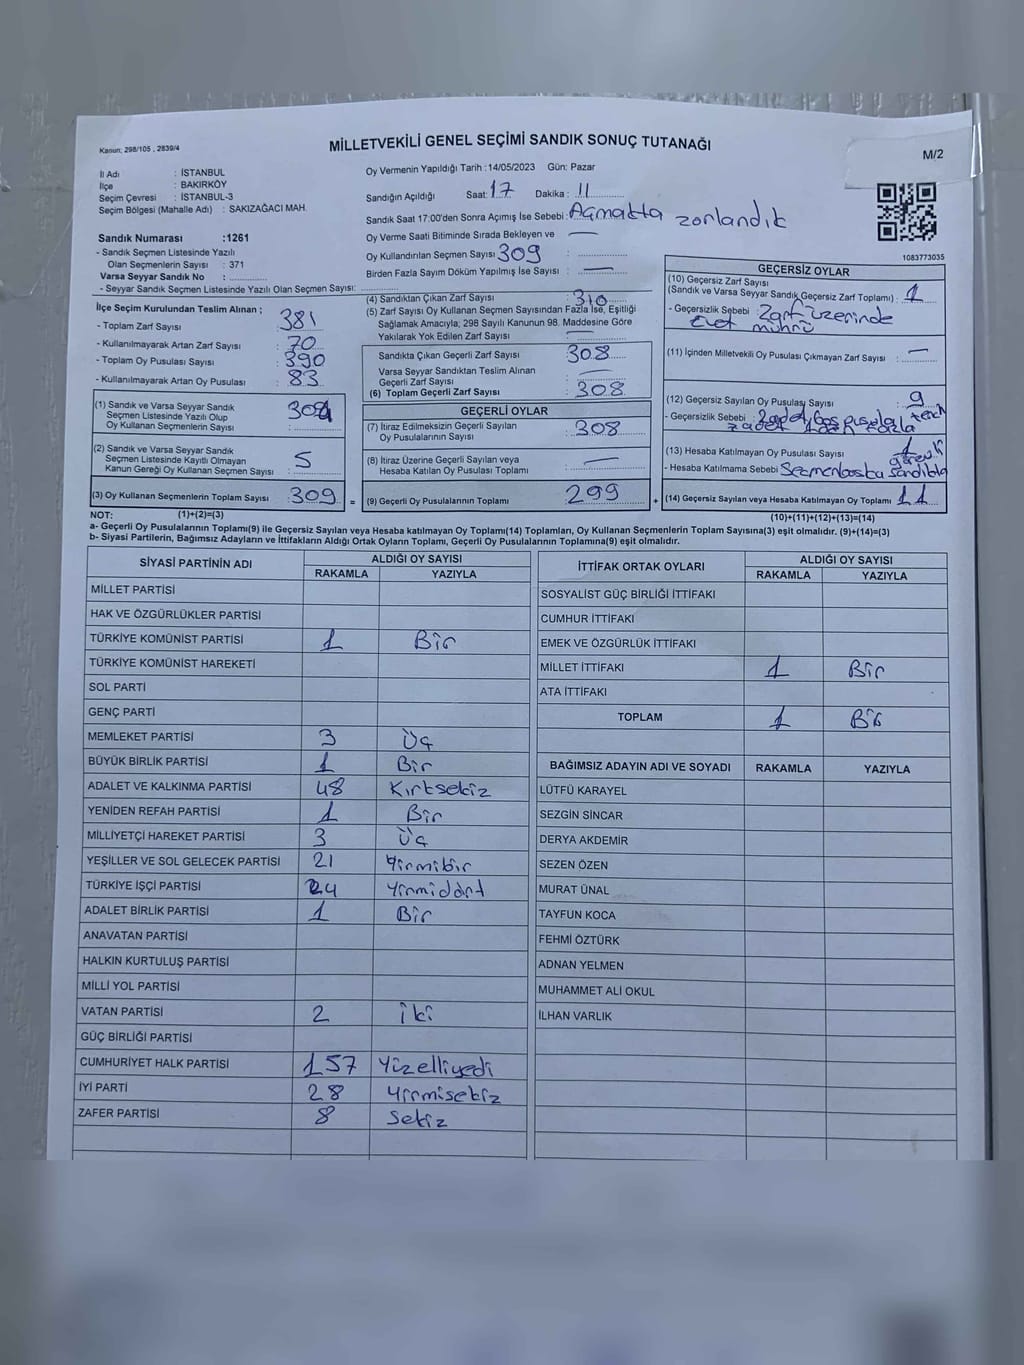 Kanun; 298/105 , 2839/4
MİLLETVEKİLİ GENEL SEÇİMİ SANDIK SONUÇ TUTANAĞI
M/2
İl Adı : İSTANBUL
İlçe : BAKIRKÖY
Seçim Çevresi : İSTANBUL-3
Seçim Bölgesi (Mahalle Adı) : SAKIZAĞACI MAH.
Sandık Numarası :1261
- Sandık Seçmen Listesinde Yazılı
Olan Seçmenlerin Sayısı : 371
Varsa Seyyar Sandık No :
- Seyyar Sandık Seçmen Listesinde Yazılı Olan Seçmen Sayısı:
Oy Vermenin Yapıldığı Tarih : 14/05/2023 Gün: Pazar
Sandığın Açıldığı Saat: 17 Dakika : 11
Sandık Saat 17:00'den Sonra Açımış İse Sebebi: Açmakta zorlandık
Oy Verme Saati Bitiminde Sırada Bekleyen ve —
Oy Kullandırılan Seçmen Sayısı 309 :
Birden Fazla Sayım Döküm Yapılmış İse Sayısı : —
1083773035
İlçe Seçim Kurulundan Teslim Alınan ;
- Toplam Zarf Sayısı : 381
- Kullanılmayarak Artan Zarf Sayısı : 70
- Toplam Oy Pusulası Sayısı : 390
- Kullanılmayarak Artan Oy Pusulası : 83
(1) Sandık ve Varsa Seyyar Sandık
Seçmen Listesinde Yazılı Olup
Oy Kullanan Seçmenlerin Sayısı : 304
(2) Sandık ve Varsa Seyyar Sandık
Seçmen Listesinde Kayıtlı Olmayan
Kanun Gereği Oy Kullanan Seçmen Sayısı : 5
(3) Oy Kullanan Seçmenlerin Toplam Sayısı : 309 =
(4) Sandıktan Çıkan Zarf Sayısı : 310
(5) Zarf Sayısı Oy Kullanan Seçmen Sayısından Fazla İse, Eşitliği
Sağlamak Amacıyla; 298 Sayılı Kanunun 98. Maddesine Göre
Yakılarak Yok Edilen Zarf Sayısı :
Sandıkta Çıkan Geçerli Zarf Sayısı : 308
Varsa Seyyar Sandıktan Teslim Alınan
Geçerli Zarf Sayısı : —
(6) Toplam Geçerli Zarf Sayısı : 308
GEÇERLİ OYLAR
(7) İtiraz Edilmeksizin Geçerli Sayılan
Oy Pusulalarının Sayısı : 308
(8) İtiraz Üzerine Geçerli Sayılan veya
Hesaba Katılan Oy Pusulası Toplamı : —
(9) Geçerli Oy Pusulalarının Toplamı : 299 +
GEÇERSİZ OYLAR
(10) Geçersiz Zarf Sayısı
(Sandık ve Varsa Seyyar Sandık Geçersiz Zarf Toplamı) : 1
- Geçersizlik Sebebi : Zarf üzerinde
Evet mührü
(11) İçinden Milletvekili Oy Pusulası Çıkmayan Zarf Sayısı : —
(12) Geçersiz Sayılan Oy Pusulası Sayısı : 9
- Geçersizlik Sebebi : 2 adet boş pusula
7 adet 1 den fazla terch
(13) Hesaba Katılmayan Oy Pusulası Sayısı : 1
- Hesaba Katılmama Sebebi Seçmen başka sandıkta
(14) Geçersiz Sayılan veya Hesaba Katılmayan Oy Toplamı : 11
NOT: (1)+(2)=(3)
(10)+(11)+(12)+(13)=(14)
a- Geçerli Oy Pusulalarının Toplamı(9) ile Geçersiz Sayılan veya Hesaba katılmayan Oy Toplamı(14) Toplamları, Oy Kullanan Seçmenlerin Toplam Sayısına(3) eşit olmalıdır. (9)+(14)=(3)
b- Siyasi Partilerin, Bağımsız Adayların ve İttifakların Aldığı Ortak Oyların Toplamı, Geçerli Oy Pusulalarının Toplamına(9) eşit olmalıdır.
SİYASİ PARTİNİN ADI ALDIĞI OY SAYISI
RAKAMLA YAZIYLA
MİLLET PARTİSİ
HAK VE ÖZGÜRLÜKLER PARTİSİ
TÜRKİYE KOMÜNİST PARTİSİ 1 Bir
TÜRKİYE KOMÜNİST HAREKETİ
SOL PARTİ
GENÇ PARTİ
MEMLEKET PARTİSİ 3 Üç
BÜYÜK BİRLİK PARTİSİ 1 Bir
ADALET VE KALKINMA PARTİSİ 48 Kırksekiz
YENİDEN REFAH PARTİSİ 1 Bir
MİLLİYETÇİ HAREKET PARTİSİ 3 Üç
YEŞİLLER VE SOL GELECEK PARTİSİ 21 Yirmibir
TÜRKİYE İŞÇİ PARTİSİ 24 Yirmidört
ADALET BİRLİK PARTİSİ 1 Bir
ANAVATAN PARTİSİ
HALKIN KURTULUŞ PARTİSİ
MİLLİ YOL PARTİSİ
VATAN PARTİSİ 2 iki
GÜÇ BİRLİĞİ PARTİSİ
CUMHURİYET HALK PARTİSİ 157 Yüzelliyedi
İYİ PARTİ 28 Yirmisekiz
ZAFER PARTİSİ 8 Sekiz
İTTİFAK ORTAK OYLARI ALDIĞI OY SAYISI
RAKAMLA YAZIYLA
SOSYALİST GÜÇ BİRLİĞİ İTTİFAKI
CUMHUR İTTİFAKI
EMEK VE ÖZGÜRLÜK İTTİFAKI
MİLLET İTTİFAKI 1 Bir
ATA İTTİFAKI
TOPLAM 1 Bir
BAĞIMSIZ ADAYIN ADI VE SOYADI RAKAMLA YAZIYLA
LÜTFÜ KARAYEL
SEZGİN SİNCAR
DERYA AKDEMİR
SEZEN ÖZEN
MURAT ÜNAL
TAYFUN KOCA
FEHMİ ÖZTÜRK
ADNAN YELMEN
MUHAMMET ALİ OKUL
İLHAN VARLIK